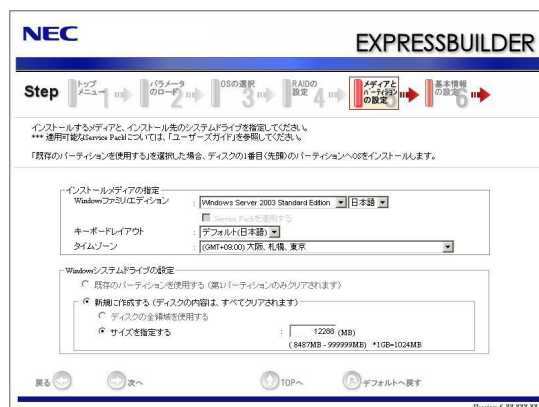 NEC
EXPRESSBUILDER
Step
トップメニュー 1
パラメータのロード 2
OSの選択 3
RAIDの設定 4
メディアとパーティションの設定 5
基本情報の設定 6
インストールするメディアと、インストール先のシステムドライブを指定してください。
*** 適用可能なService Packについては、「ユーザーズガイド」を参照してください。
「既存のパーティションを使用する」を選択した場合、ディスクの1番目(先頭)のパーティションへOSをインストールします。
インストールメディアの指定
Windowsファミリ/エディション : Windows Server 2003 Standard Edition 日本語
Service Packを適用する
キーボードレイアウト : デフォルト(日本語)
タイムゾーン : (GMT+09:00) 大阪、札幌、東京
Windowsシステムドライブの設定
既存のパーティションを使用する (第1パーティションのみクリアされます)
新規に作成する (ディスクの内容は、すべてクリアされます)
ディスクの全領域を使用する
サイズを指定する : 12288 (MB)
(8487MB - 999999MB) *1GB=1024MB
戻る 次へ TOPへ デフォルトへ戻す